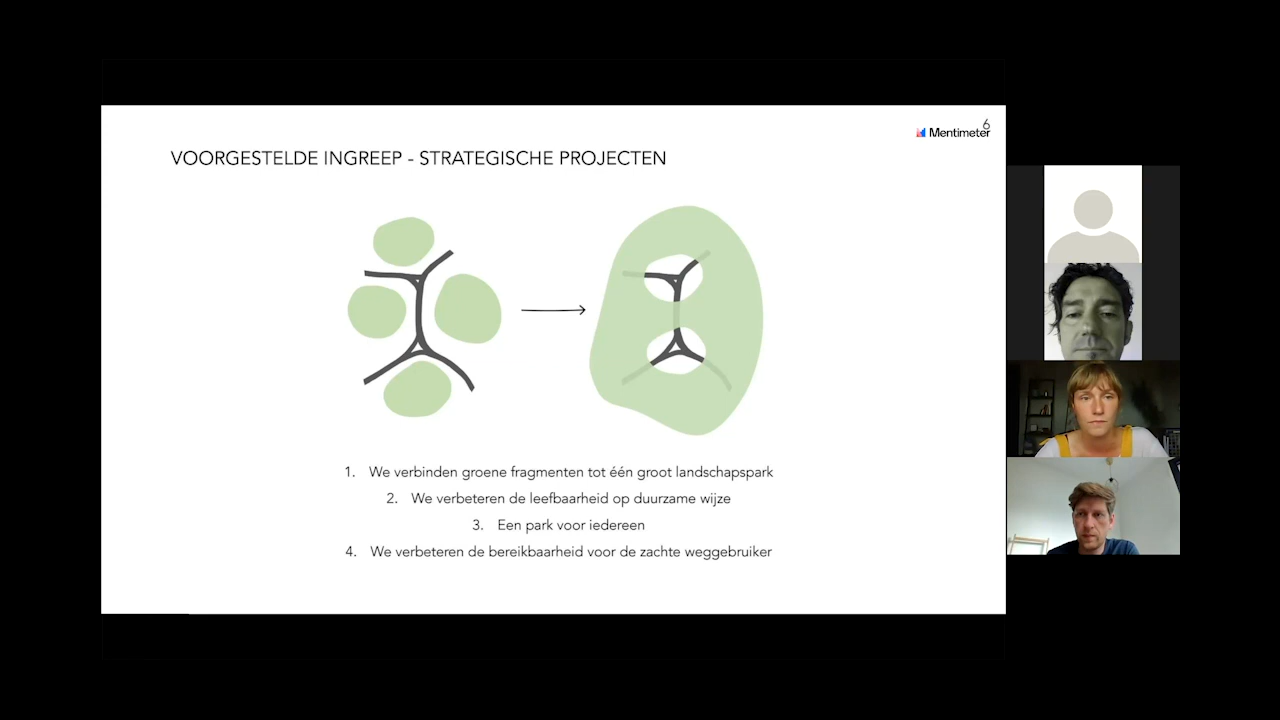 6
Mentimeter
VOORGESTELDE INGREEP - STRATEGISCHE PROJECTEN
1. We verbinden groene fragmenten tot één groot landschapspark
2. We verbeteren de leefbaarheid op duurzame wijze
3. Een park voor iedereen
4. We verbeteren de bereikbaarheid voor de zachte weggebruiker